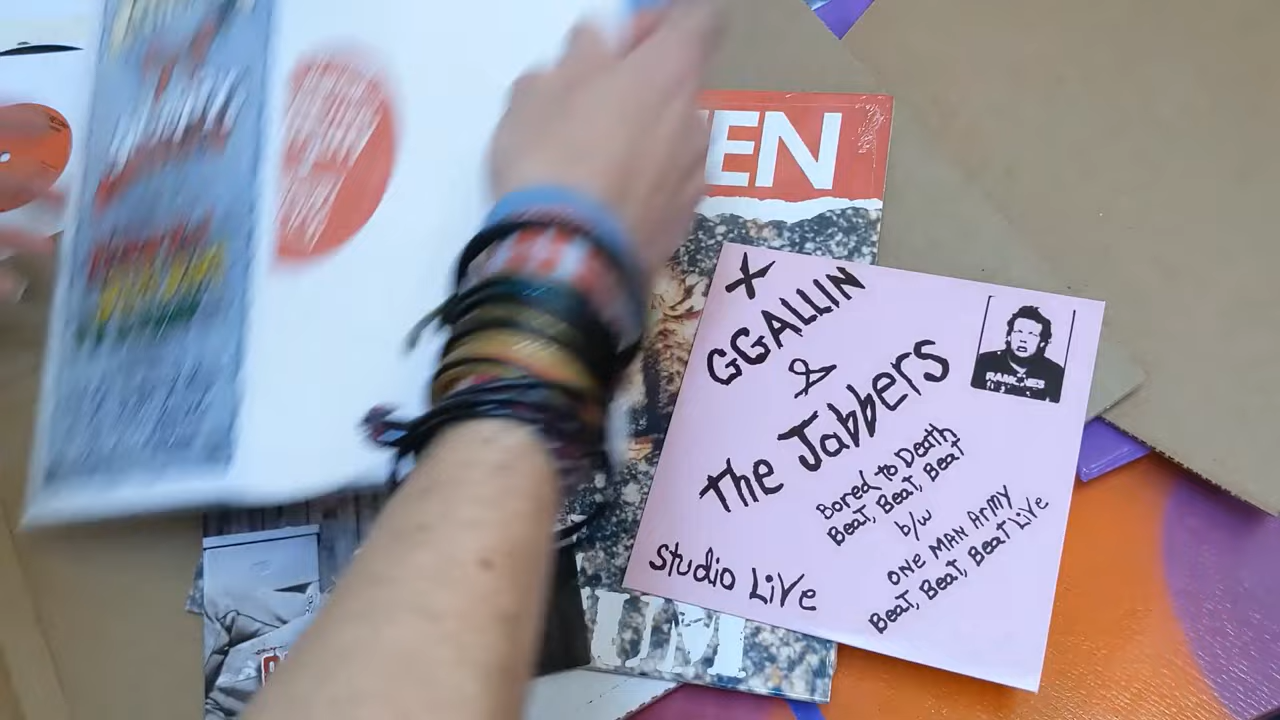 EN
X
GGALLIN
&
The Jabbers
RAMONES
Bored to Death
BeaT, BeaT, BeaT
b/w
ONE MAN ARMY
BeaT, BeaT, BeaT LiVe
Studio LiVe
UM